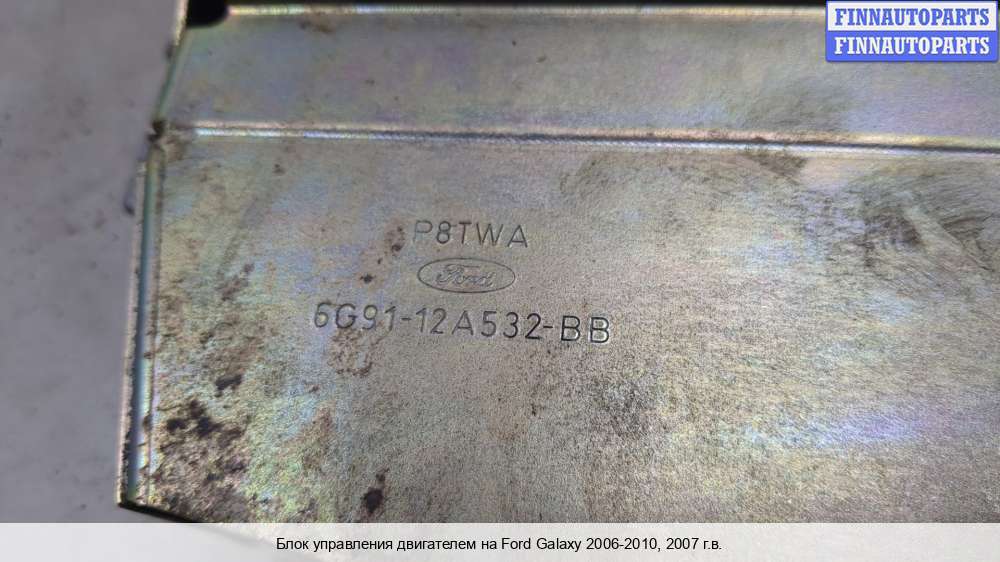 FINNAUTOPARTS
FINNAUTOPARTS
P8TWA
Ford
6G91-12A532-BB
Блок управления двигателем на Ford Galaxy 2006-2010, 2007 г.в.